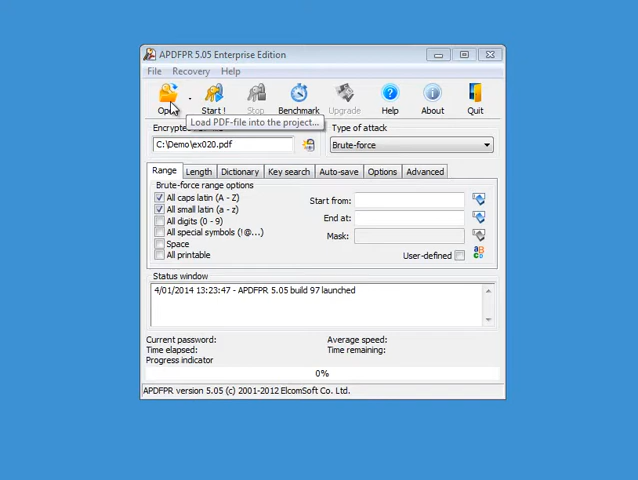 APDFPR 5.05 Enterprise Edition
File Recovery Help
Start ! Stop Benchmark Upgrade Help About Quit
Load PDF-file into the project...
Type of attack
C:\Demo\ex020.pdf Brute-force
Range Length Dictionary Key search Auto-save Options Advanced
Brute-force range options
All caps latin (A - Z) Start from:
All small latin (a - z)
All digits (0 - 9) End at:
All special symbols (!@...) Mask:
Space
All printable User-defined
Status window
4/01/2014 13:23:47 - APDFPR 5.05 build 97 launched
Current password: Average speed:
Time elapsed: Time remaining:
Progress indicator
0%
APDFPR version 5.05 (c) 2001-2012 ElcomSoft Co. Ltd.